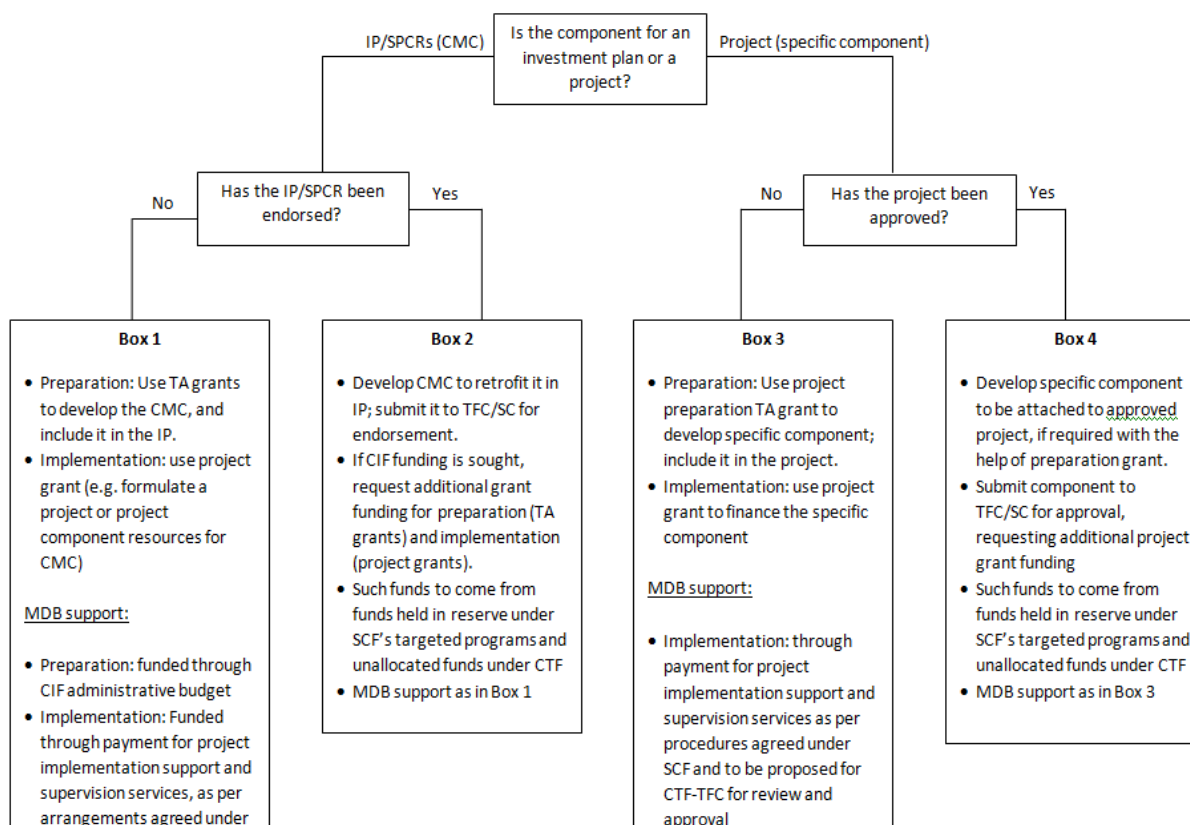 Is the component for an
investment plan or a
project?
IP/SPCRs (CMC)
Project (specific component)
Has the IP/SPCR been
endorsed?
No
Yes
Has the project been
approved?
No
Yes
Box 1
• Preparation: Use TA grants
to develop the CMC, and
include it in the IP.
• Implementation: use project
grant (e.g. formulate a
project or project
component resources for
CMC)
MDB support:
• Preparation: funded through
CIF administrative budget
• Implementation: Funded
through payment for project
implementation support and
supervision services, as per
arrangements agreed under
Box 2
• Develop CMC to retrofit it in
IP; submit it to TFC/SC for
endorsement.
• If CIF funding is sought,
request additional grant
funding for preparation (TA
grants) and implementation
(project grants).
• Such funds to come from
funds held in reserve under
SCF's targeted programs and
unallocated funds under CTF
• MDB support as in Box 1
Box 3
• Preparation: Use project
preparation TA grant to
develop specific component;
include it in the project.
• Implementation: use project
grant to finance the specific
component
MDB support:
• Implementation: through
payment for project
implementation support and
supervision services as per
procedures agreed under
SCF and to be proposed for
CTF-TFC for review and
approval
Box 4
• Develop specific component
to be attached to approved
project, if required with the
help of preparation grant.
• Submit component to
TFC/SC for approval,
requesting additional project
grant funding
• Such funds to come from
funds held in reserve under
SCF's targeted programs and
unallocated funds under CTF
• MDB support as in Box 3